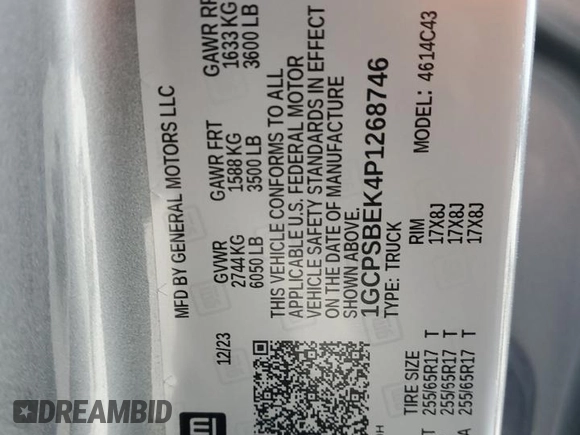 MFD BY GENERAL MOTORS LLC
12/23
GVWR GAWR FRT GAWR RR
2744 KG 1588 KG 1633 KG
6050 LB 3500 LB 3600 LB
THIS VEHICLE CONFORMS TO ALL
APPLICABLE U.S. FEDERAL MOTOR
VEHICLE SAFETY STANDARDS IN EFFECT
ON THE DATE OF MANUFACTURE
SHOWN ABOVE.
1GCPSBEK4P1268746
TYPE: TRUCK MODEL: 4614C43
TIRE SIZE RIM
255/65R17 T 17X8J
255/65R17 T 17X8J
255/65R17 T 17X8J
gm
DREAMBID